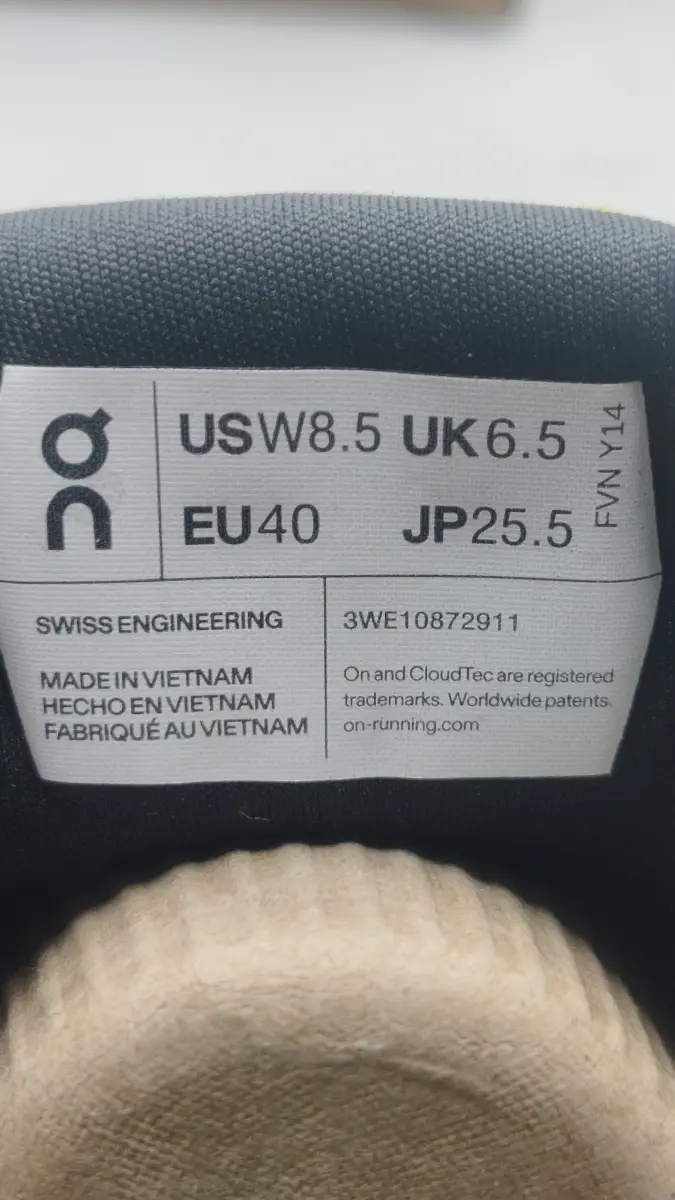 on
USW8.5 UK6.5
EU40 JP25.5
FVN Y14
SWISS ENGINEERING
MADE IN VIETNAM
HECHO EN VIETNAM
FABRIQUÉ AU VIETNAM
3WE10872911
On and CloudTec are registered
trademarks. Worldwide patents.
on-running.com